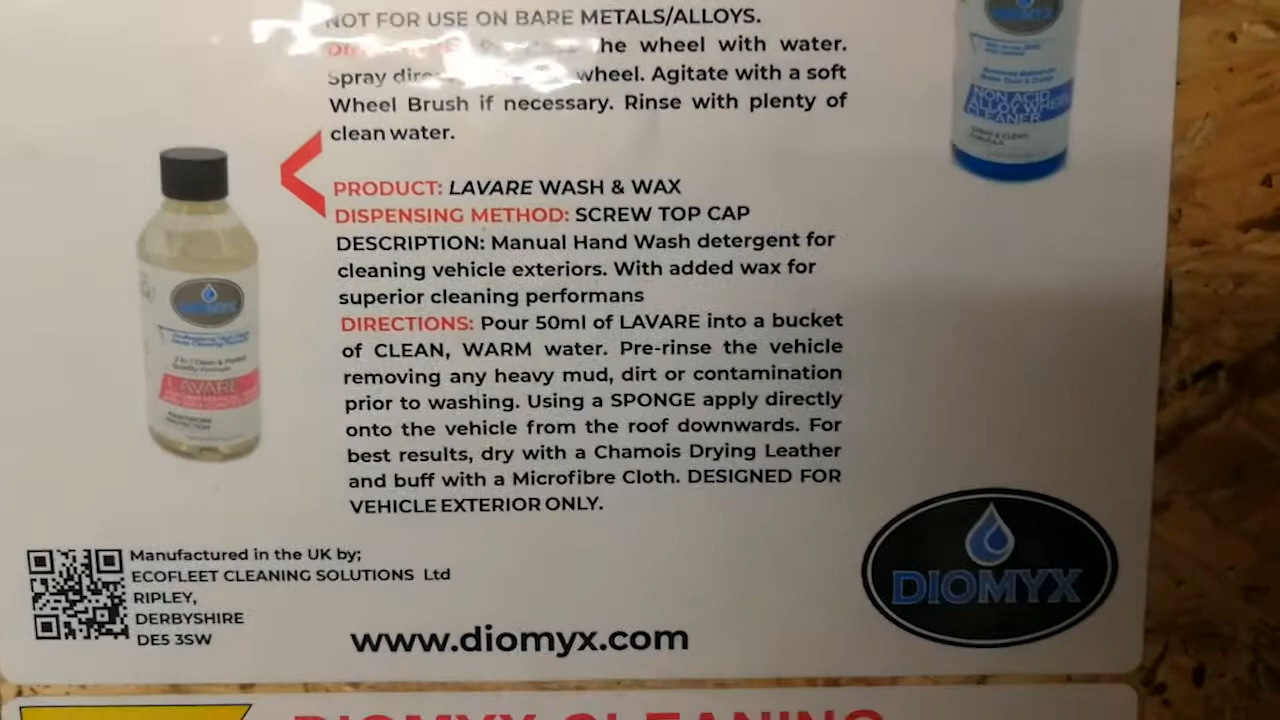 NOT FOR USE ON BARE METALS/ALLOYS.
the wheel with water.
Spray wheel. Agitate with a soft
Wheel Brush if necessary. Rinse with plenty of
clean water.
NON ACID
ALLOY WHEEL
CLEANER
PRODUCT: LAVARE WASH & WAX
DISPENSING METHOD: SCREW TOP CAP
DESCRIPTION: Manual Hand Wash detergent for
cleaning vehicle exteriors. With added wax for
superior cleaning performans
DIRECTIONS: Pour 50ml of LAVARE into a bucket
of CLEAN, WARM water. Pre-rinse the vehicle
removing any heavy mud, dirt or contamination
prior to washing. Using a SPONGE apply directly
onto the vehicle from the roof downwards. For
best results, dry with a Chamois Drying Leather
and buff with a Microfibre Cloth. DESIGNED FOR
VEHICLE EXTERIOR ONLY.
DIOMYX
LAVARE
Manufactured in the UK by;
ECOFLEET CLEANING SOLUTIONS Ltd
RIPLEY,
DERBYSHIRE
DE5 3SW
www.diomyx.com
DIOMYX
DIOMYX CLEANING